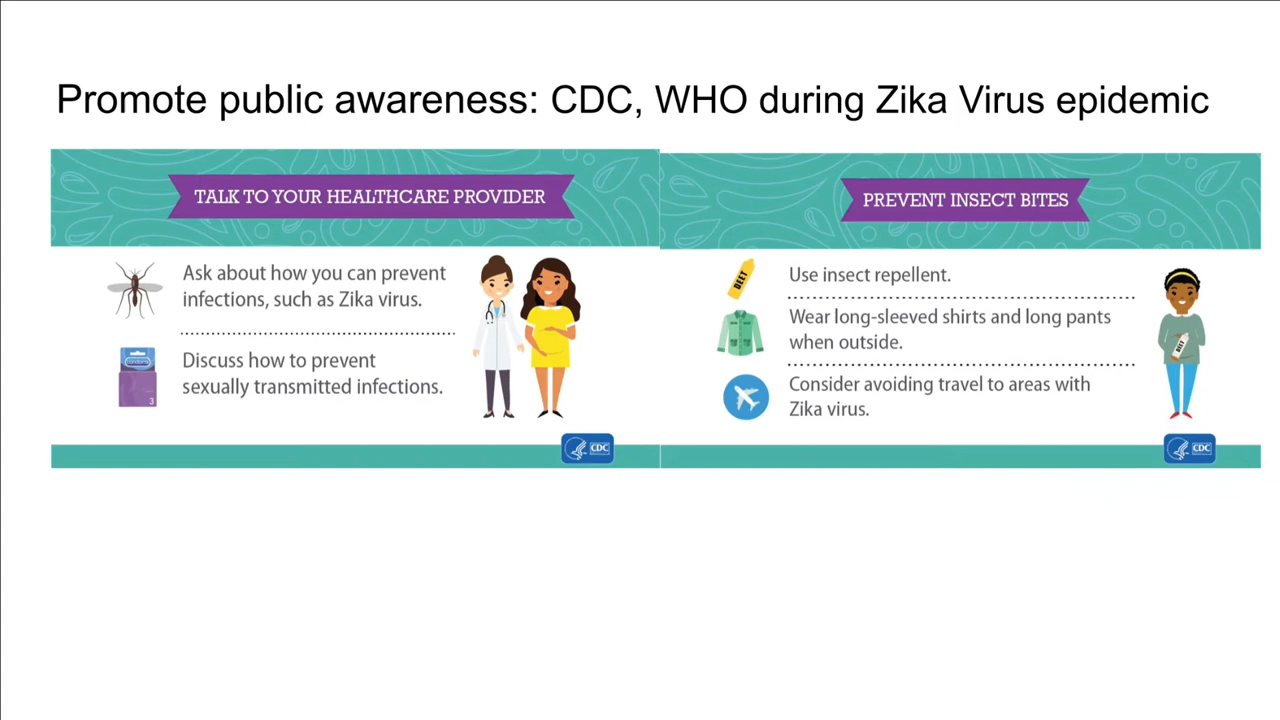 Promote public awareness: CDC, WHO during Zika Virus epidemic
TALK TO YOUR HEALTHCARE PROVIDER
Ask about how you can prevent
infections, such as Zika virus.
Discuss how to prevent
sexually transmitted infections.
3
CDC
PREVENT INSECT BITES
DEET
Use insect repellent.
Wear long-sleeved shirts and long pants
when outside.
Consider avoiding travel to areas with
Zika virus.
DEET
CDC